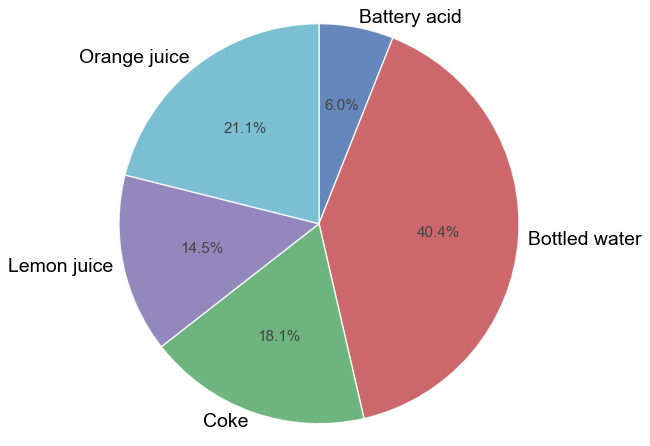 Battery acid
Orange juice
6.0%
21.1%
40.4%
Bottled water
14.5%
Lemon juice
18.1%
Coke